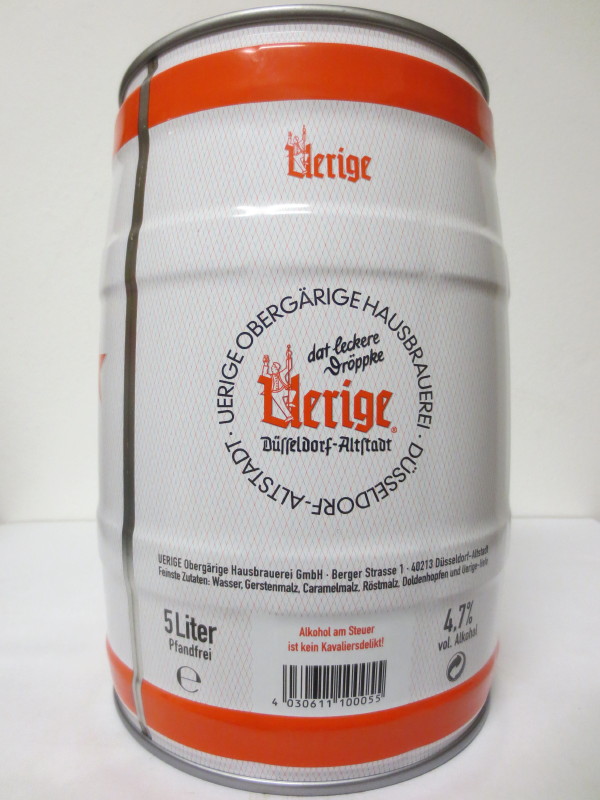 Uerige
UERIGE OBERGÄRIGE HAUSBRAUEREI · DÜSSELDORF-ALTSTADT ·
dat leckere
Dröppke
Uerige®
Düſſeldorf-Altſtadt
UERIGE Obergärige Hausbrauerei GmbH · Berger Strasse 1 · 40213 Düsseldorf-Altstadt
Feinste Zutaten: Wasser, Gerstenmalz, Caramelmalz, Röstmalz, Doldenhopfen und Uerige-Hefe
5 Liter
Pfandfrei
℮
Alkohol am Steuer
ist kein Kavaliersdelikt!
4.7%
vol. Alkohol
4 030611 100055